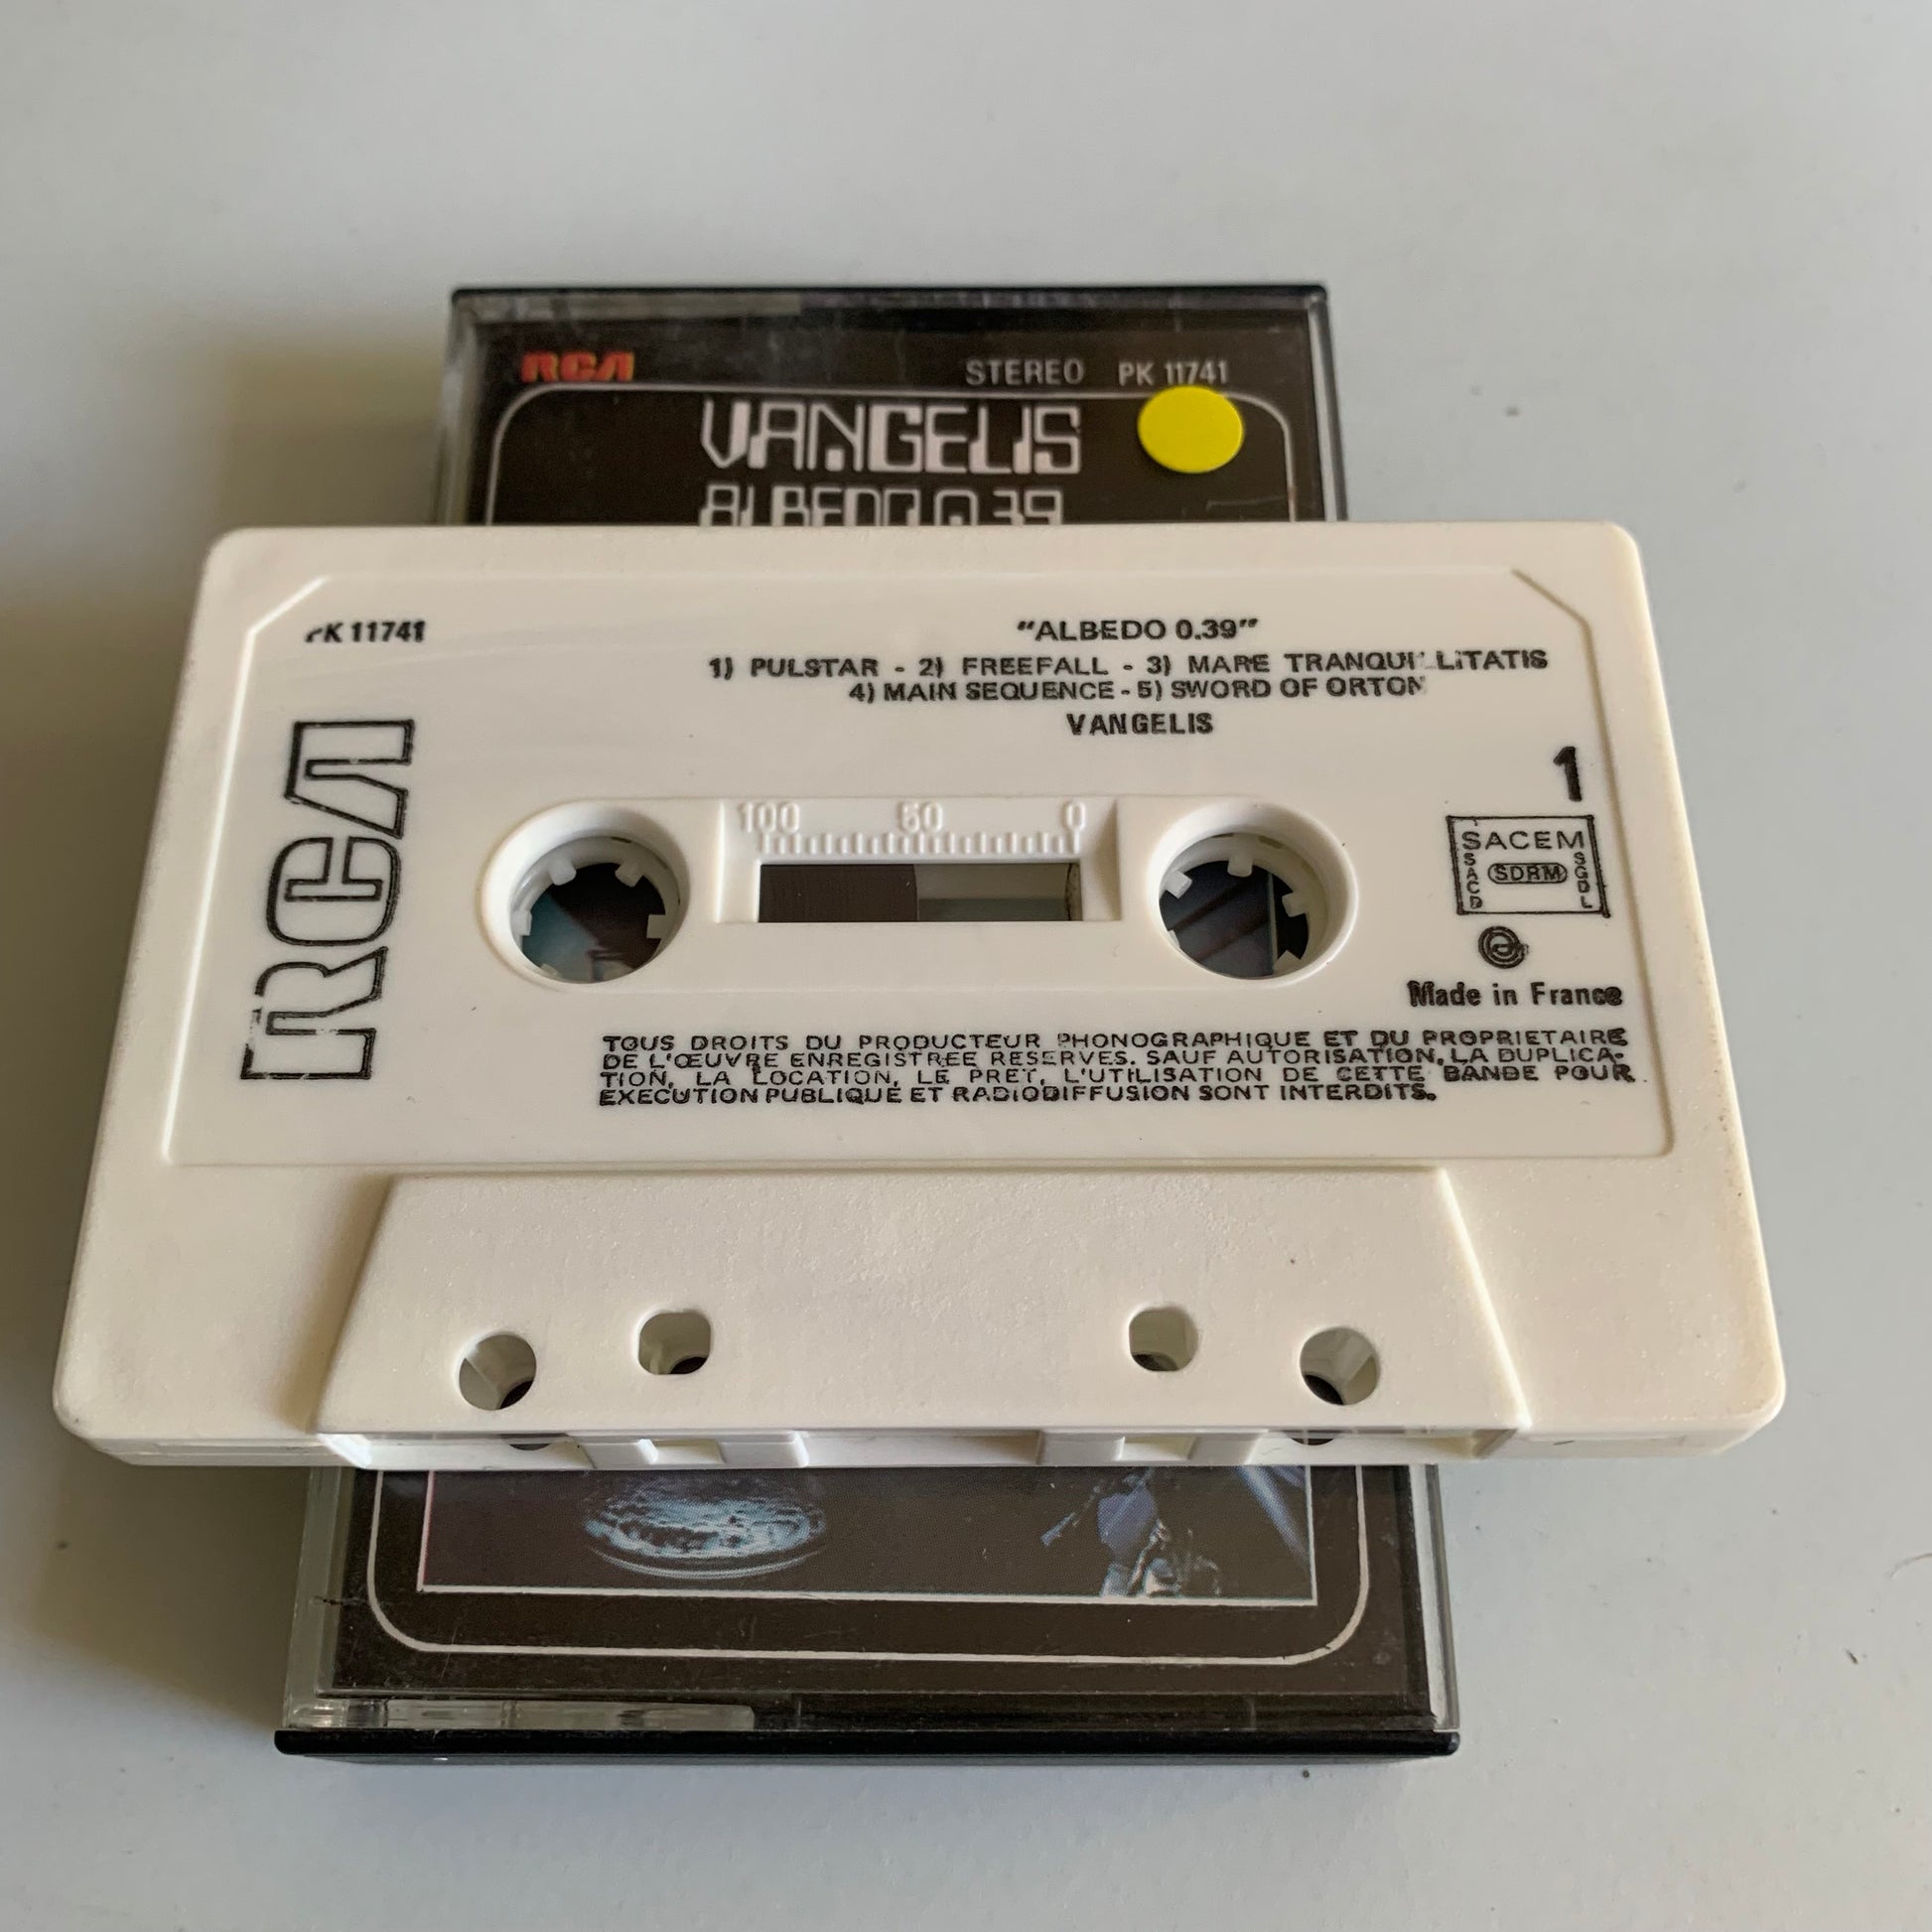 RCA
STEREO PK 11741
VANGELIS
ALBEDO 0.39
PK 11741
"ALBEDO 0.39"
1) PULSTAR - 2) FREEFALL - 3) MARE TRANQUILLITATIS
4) MAIN SEQUENCE - 5) SWORD OF ORTON
VANGELIS
RCA
1
100 50 0
SACEM
SACD
SDRM
SGDL
Made in France
TOUS DROITS DU PRODUCTEUR PHONOGRAPHIQUE ET DU PROPRIETAIRE
DE L'ŒUVRE ENREGISTREE RESERVES. SAUF AUTORISATION, LA DUPLICA-
TION, LA LOCATION, LE PRET, L'UTILISATION DE CETTE BANDE POUR
EXECUTION PUBLIQUE ET RADIODIFFUSION SONT INTERDITS.